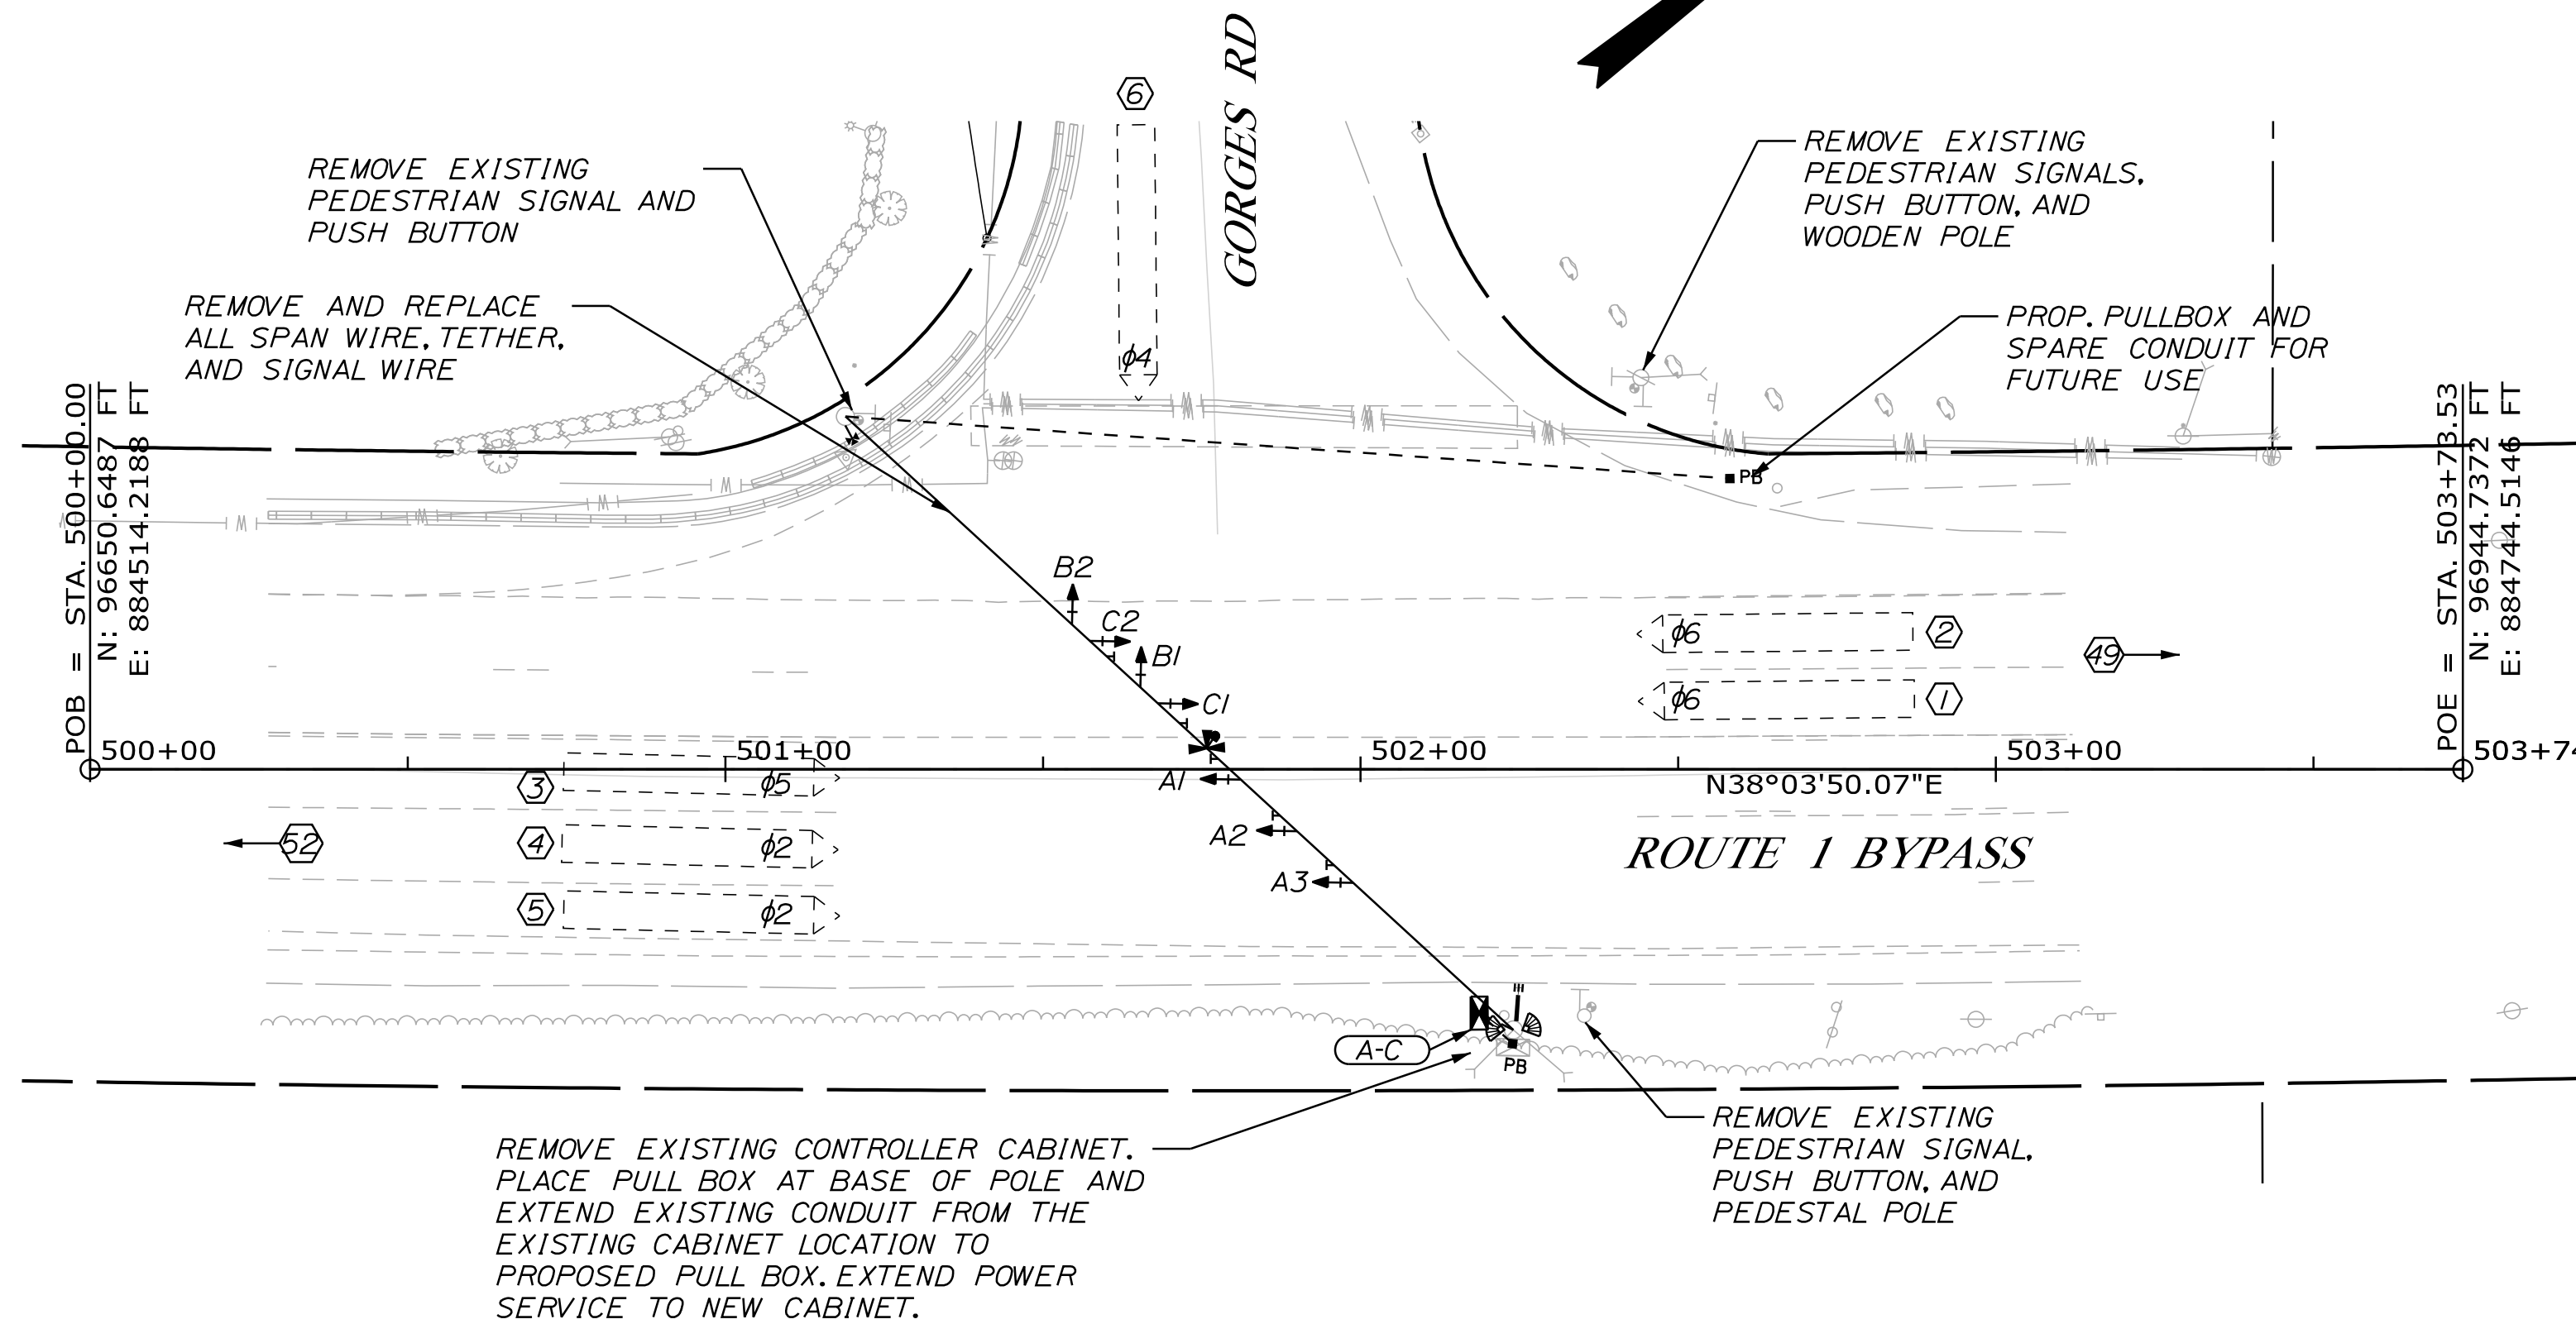 GORGES RD
6
REMOVE EXISTING
PEDESTRIAN SIGNAL AND
PUSH BUTTON
REMOVE EXISTING
PEDESTRIAN SIGNALS,
PUSH BUTTON, AND
WOODEN POLE
REMOVE AND REPLACE
ALL SPAN WIRE, TETHER,
AND SIGNAL WIRE
PROP. PULLBOX AND
SPARE CONDUIT FOR
FUTURE USE
ϕ4
PB
POB = STA. 500+00.00
N: 96650.6487 FT
E: 884514.2188 FT
POE = STA. 503+73.53
N: 96944.7372 FT
E: 884744.5146 FT
B2
C2
B1
C1
ϕ6
2
49
ϕ6
1
500+00
501+00
502+00
503+00
503+74
N38°03'50.07"E
3
ϕ5
A1
52
4
ϕ2
A2
ROUTE 1 BYPASS
5
ϕ2
A3
A-C
PB
REMOVE EXISTING CONTROLLER CABINET.
PLACE PULL BOX AT BASE OF POLE AND
EXTEND EXISTING CONDUIT FROM THE
EXISTING CABINET LOCATION TO
PROPOSED PULL BOX. EXTEND POWER
SERVICE TO NEW CABINET.
REMOVE EXISTING
PEDESTRIAN SIGNAL,
PUSH BUTTON, AND
PEDESTAL POLE